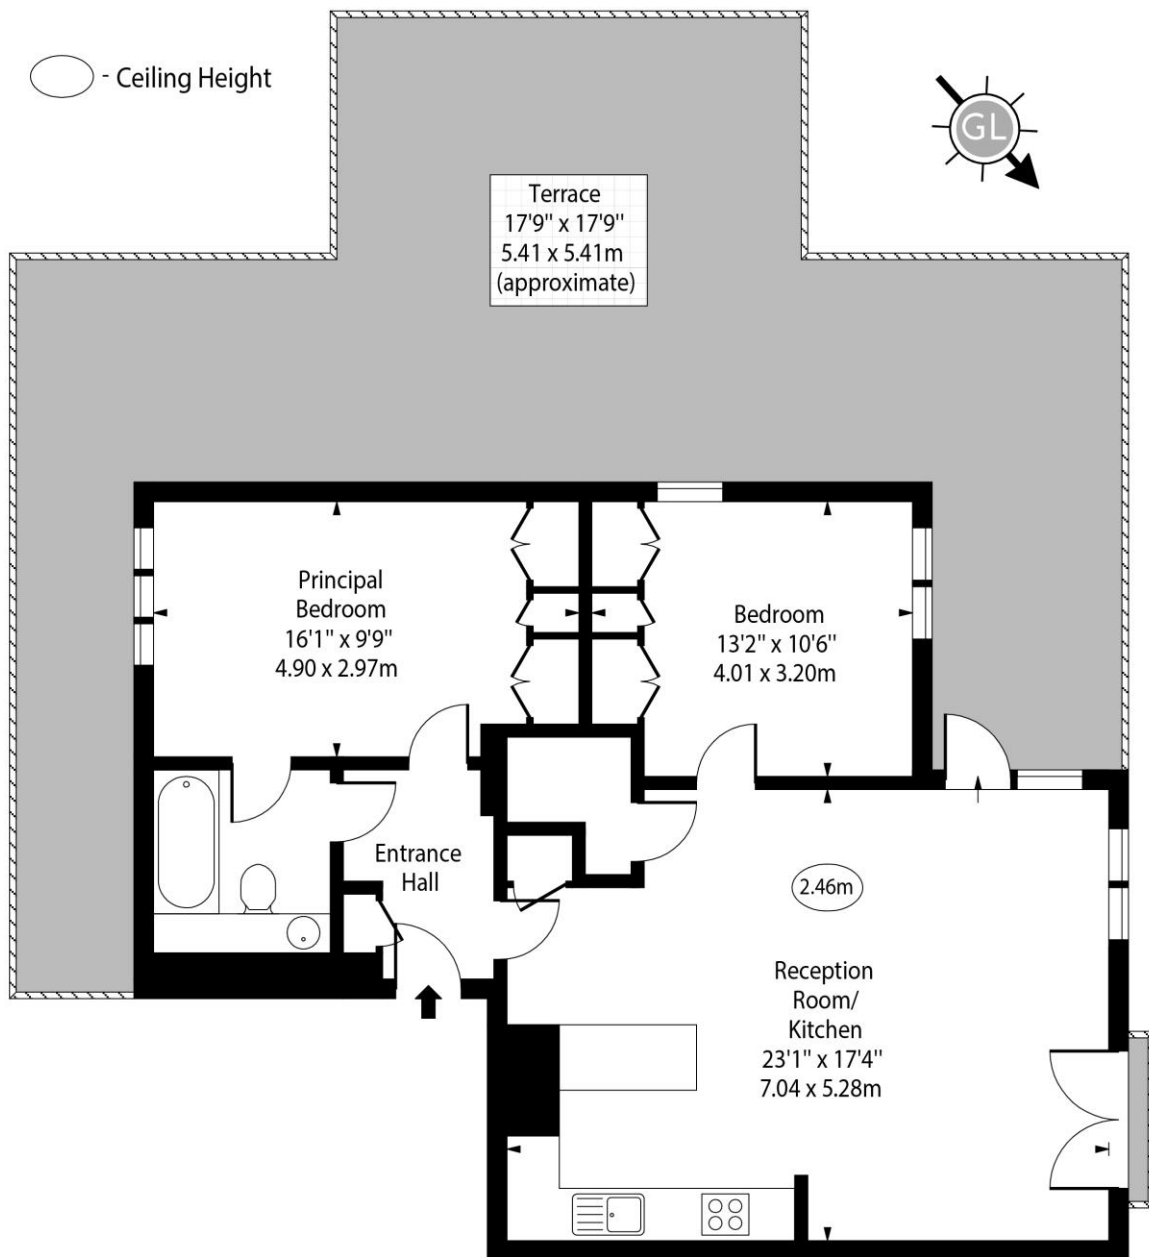 - Ceiling Height
GL
Terrace
17'9" x 17'9"
5.41 x 5.41m
(approximate)
Principal
Bedroom
16'1" x 9'9"
4.90 x 2.97m
Bedroom
13'2" x 10'6"
4.01 x 3.20m
Entrance
Hall
2.46m
Reception
Room/
Kitchen
23'1" x 17'4"
7.04 x 5.28m